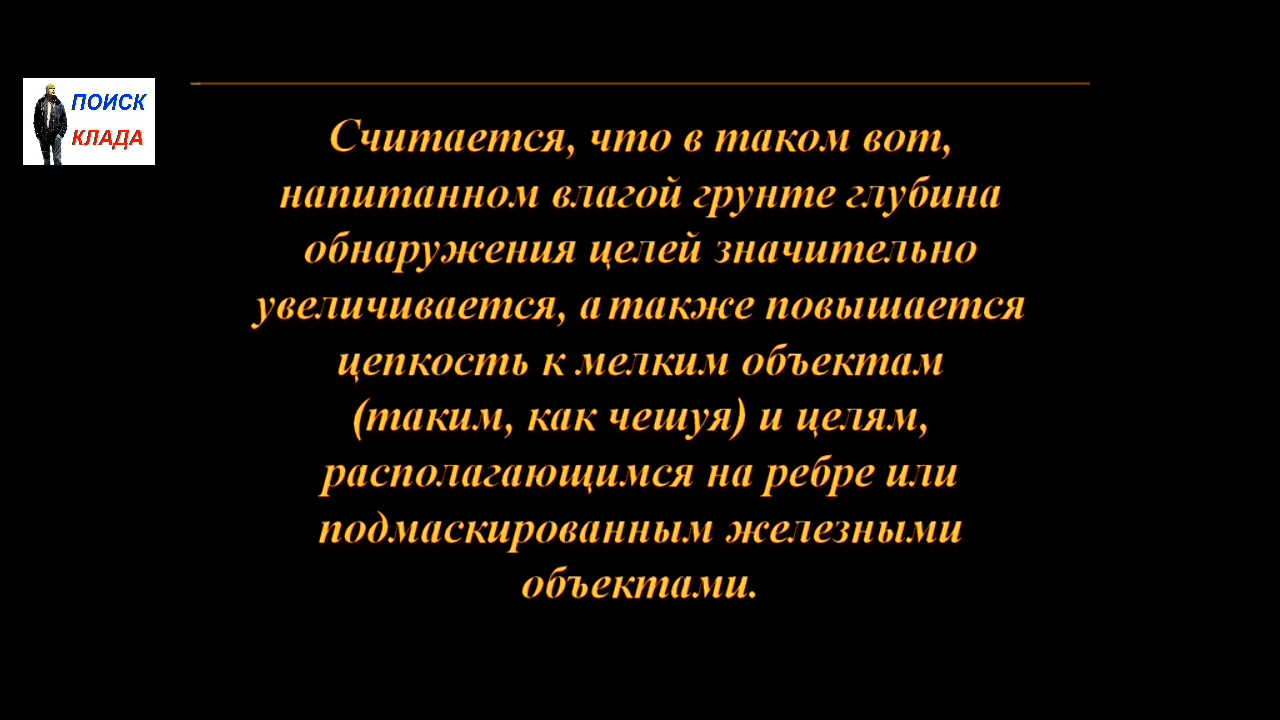 ПОИСК
КЛАДА
Считается, что в таком вот,
напитанном влагой грунте глубина
обнаружения целей значительно
увеличивается, а также повышается
цепкость к мелким объектам
(таким, как чешуя) и целям,
располагающимся на ребре или
подмаскированным железными
объектами.